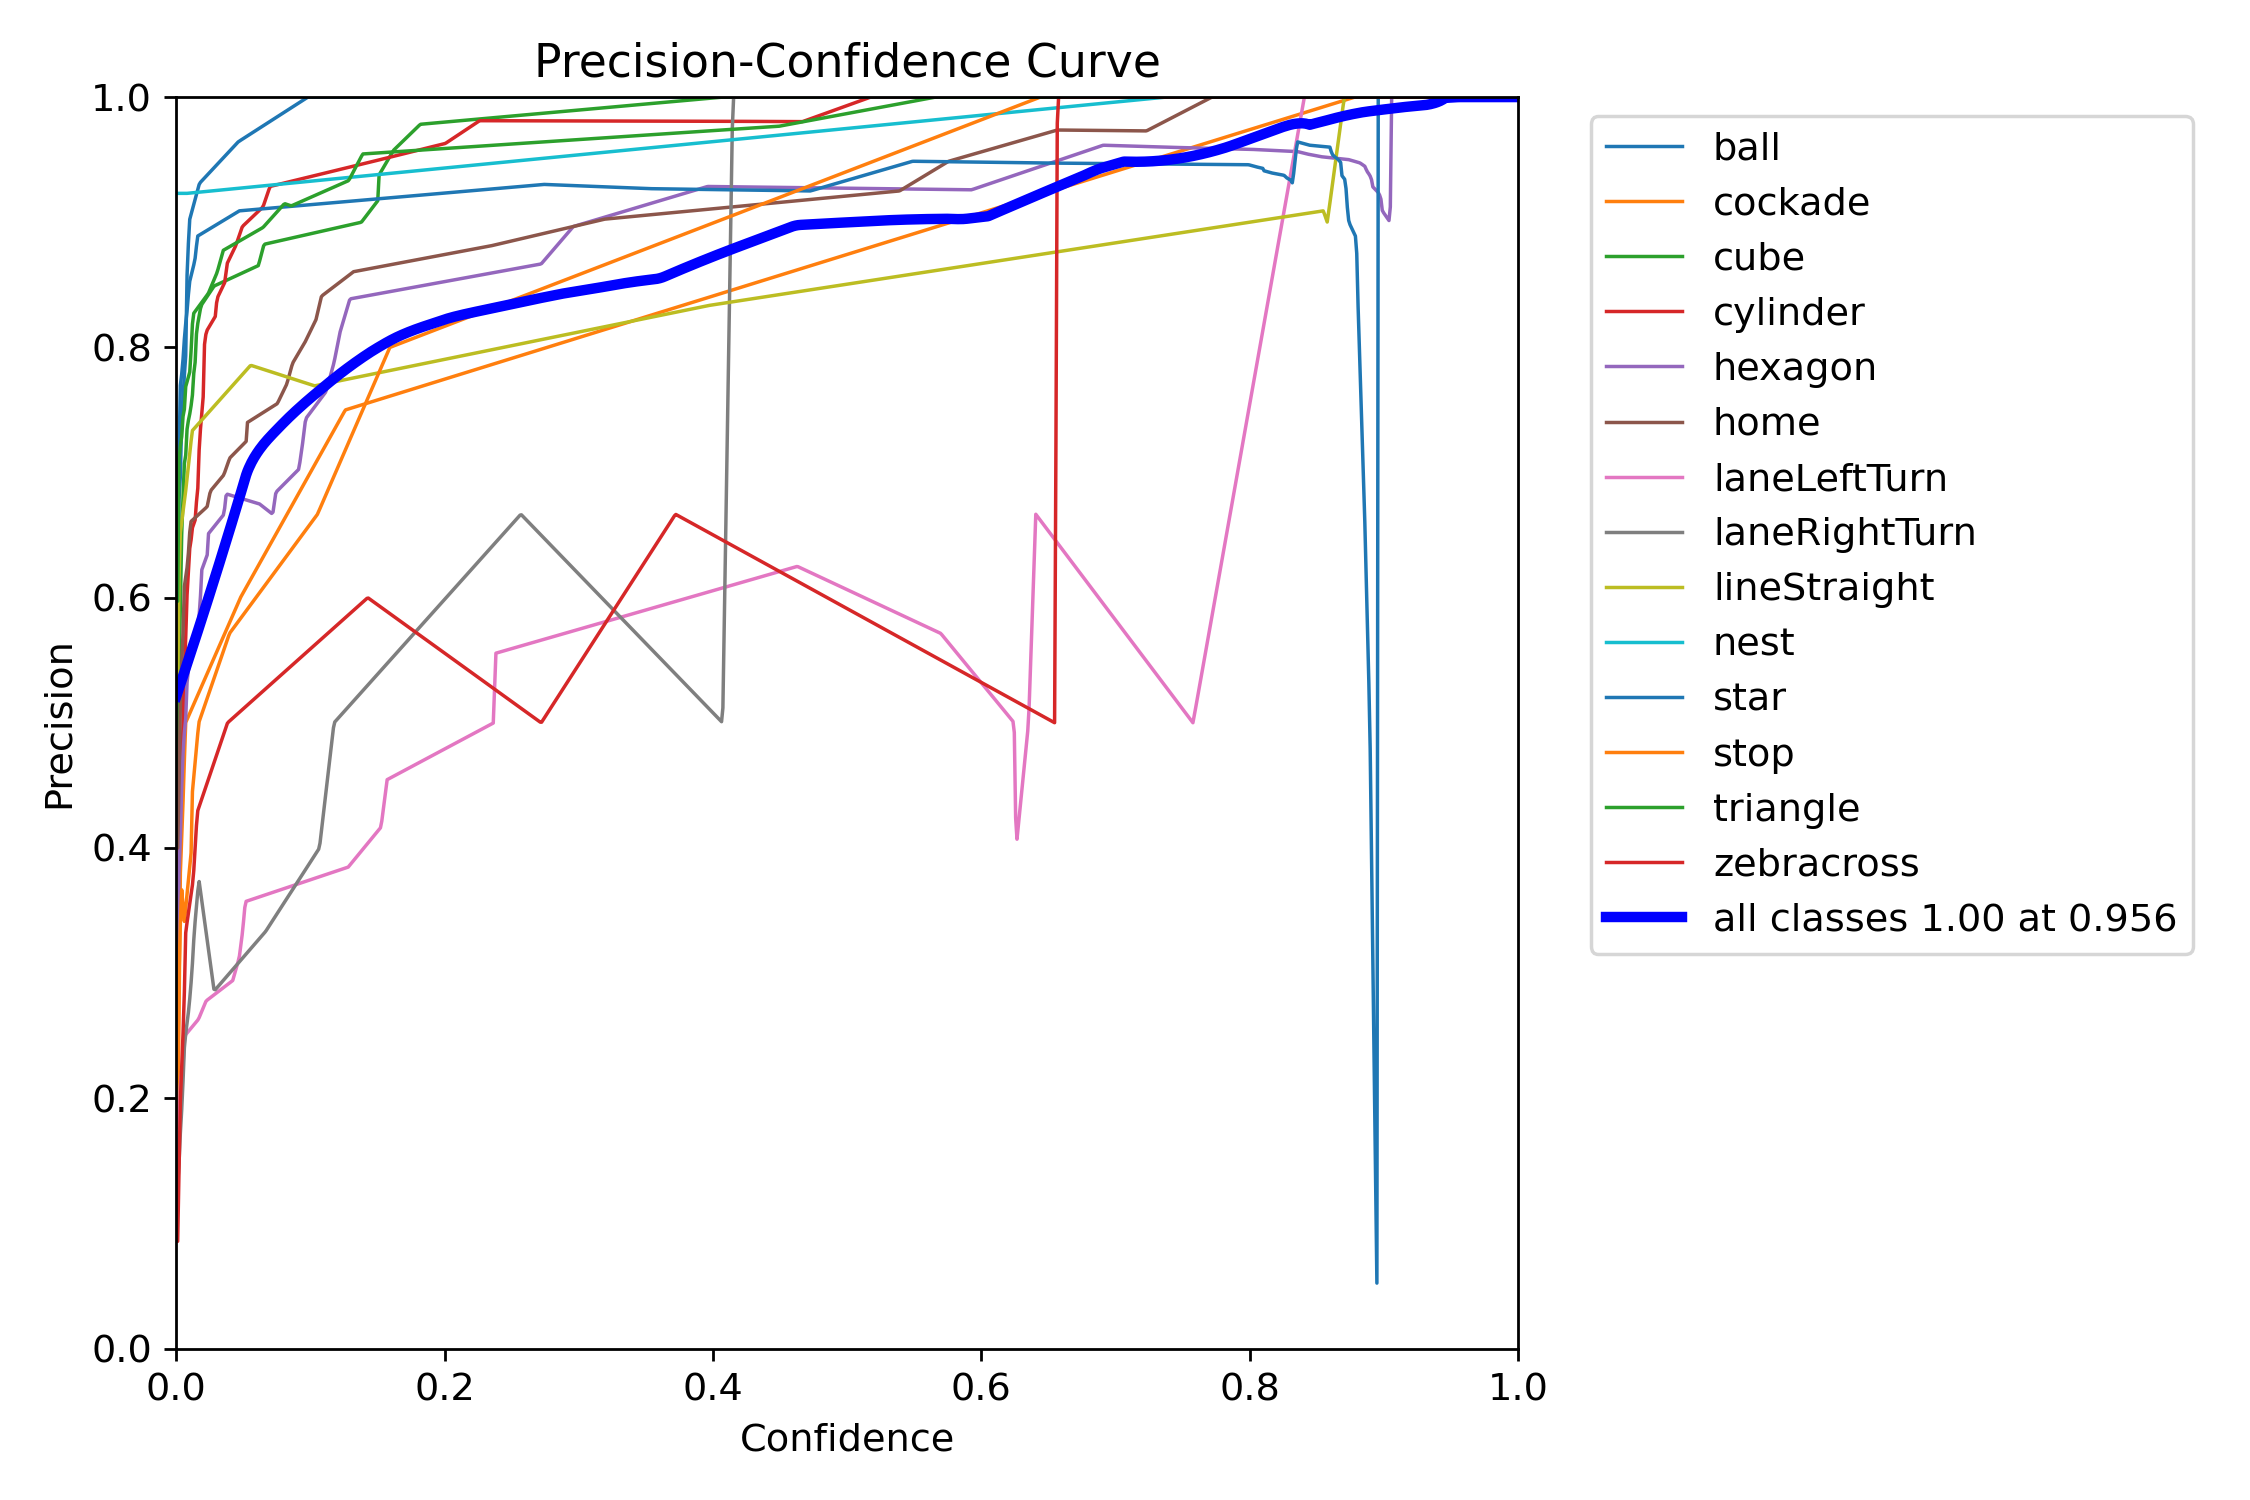 Precision-Confidence Curve
1.0
0.8
0.6
0.4
0.2
0.0
Precision
0.0 0.2 0.4 0.6 0.8 1.0
Confidence
ball
cockade
cube
cylinder
hexagon
home
laneLeftTurn
laneRightTurn
lineStraight
nest
star
stop
triangle
zebracross
all classes 1.00 at 0.956